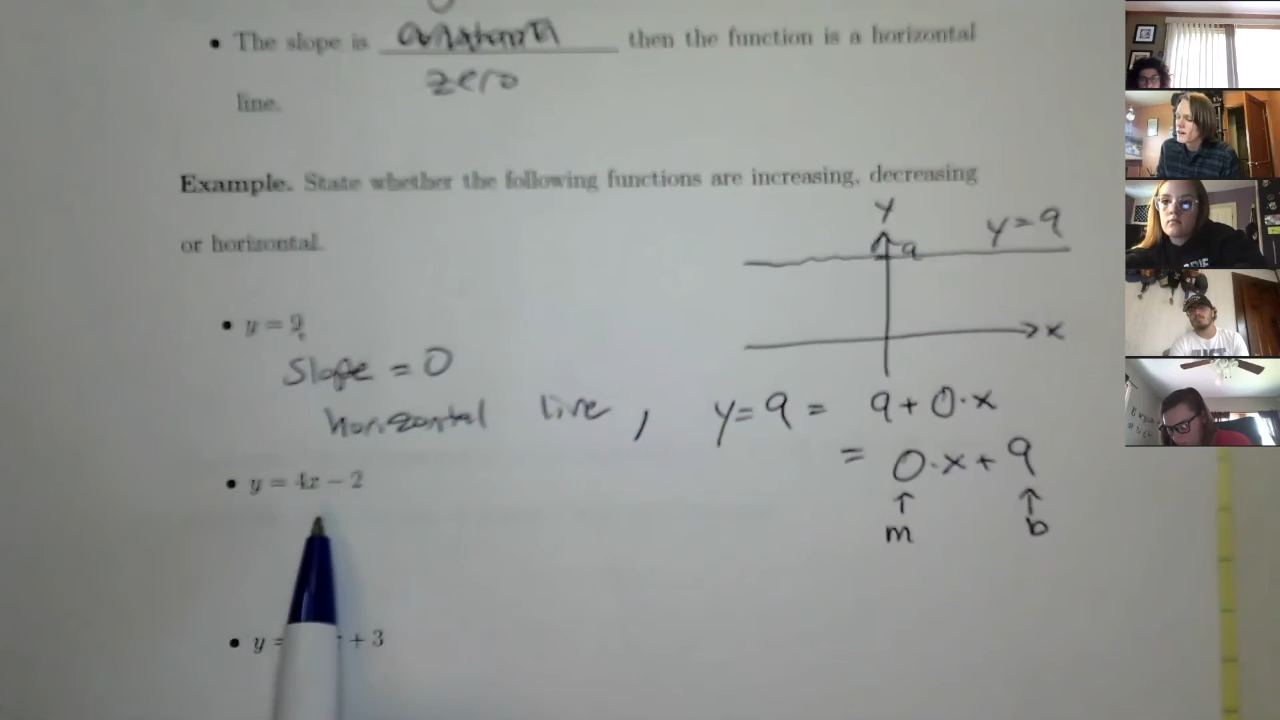 • The slope is constant then the function is a horizontal
zero
line.
Example. State whether the following functions are increasing, decreasing
or horizontal.
y
9
y=9
x
• y = 9
Slope = 0
horizontal line , y=9 = 9+0·x
= 0·x+9
m b
• y = 4x − 2
• y = + 3